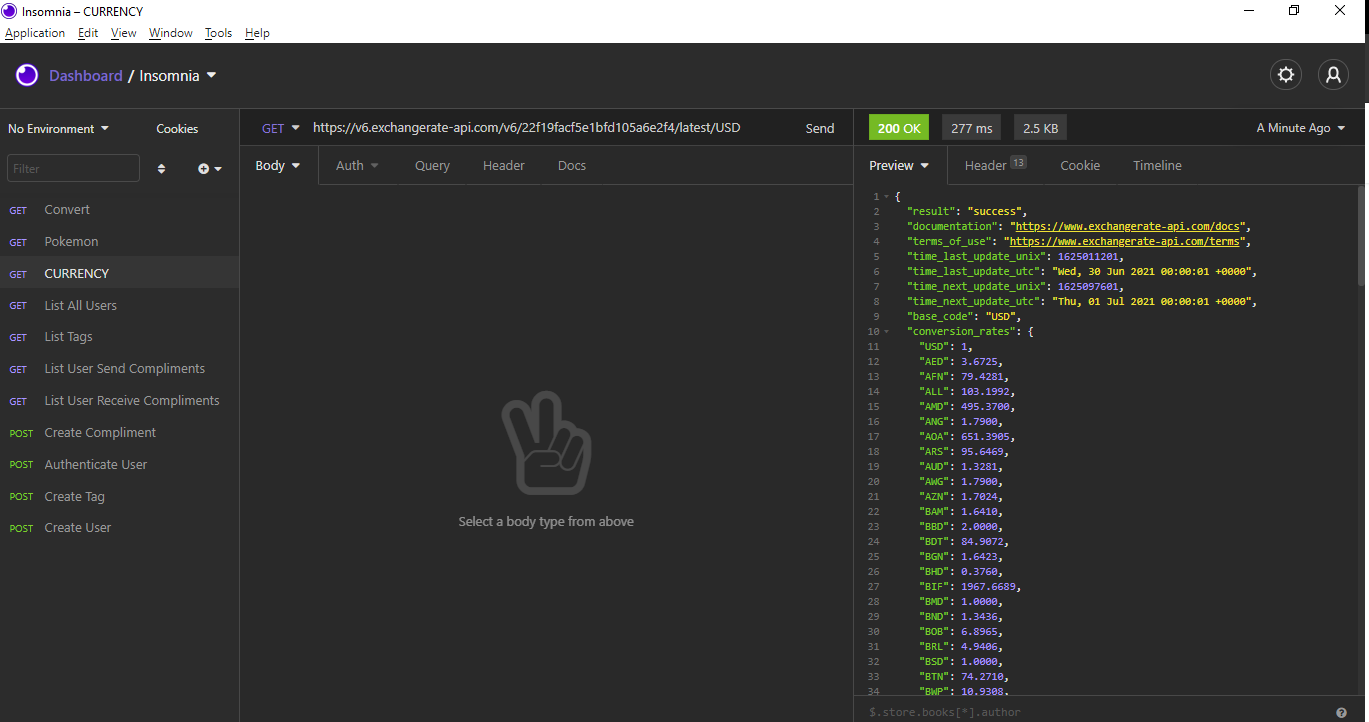 Insomnia – CURRENCY
Application Edit View Window Tools Help
Dashboard / Insomnia
No Environment Cookies
Filter
GET Convert
GET Pokemon
GET CURRENCY
GET List All Users
GET List Tags
GET List User Send Compliments
GET List User Receive Compliments
POST Create Compliment
POST Authenticate User
POST Create Tag
POST Create User
GET https://v6.exchangerate-api.com/v6/22f19facf5e1bfd105a6e2f4/latest/USD Send
Body Auth Query Header Docs
Select a body type from above
200 OK 277 ms 2.5 KB A Minute Ago
Preview Header 13 Cookie Timeline
1 {
2 "result": "success",
3 "documentation": "https://www.exchangerate-api.com/docs",
4 "terms_of_use": "https://www.exchangerate-api.com/terms",
5 "time_last_update_unix": 1625011201,
6 "time_last_update_utc": "Wed, 30 Jun 2021 00:00:01 +0000",
7 "time_next_update_unix": 1625097601,
8 "time_next_update_utc": "Thu, 01 Jul 2021 00:00:01 +0000",
9 "base_code": "USD",
10 "conversion_rates": {
11 "USD": 1,
12 "AED": 3.6725,
13 "AFN": 79.4281,
14 "ALL": 103.1992,
15 "AMD": 495.3700,
16 "ANG": 1.7900,
17 "AOA": 651.3905,
18 "ARS": 95.6469,
19 "AUD": 1.3281,
20 "AWG": 1.7900,
21 "AZN": 1.7024,
22 "BAM": 1.6410,
23 "BBD": 2.0000,
24 "BDT": 84.9072,
25 "BGN": 1.6423,
26 "BHD": 0.3760,
27 "BIF": 1967.6689,
28 "BMD": 1.0000,
29 "BND": 1.3436,
30 "BOB": 6.8965,
31 "BRL": 4.9406,
32 "BSD": 1.0000,
33 "BTN": 74.2710,
34 "BWP": 10.9308,
$.store.books[*].author